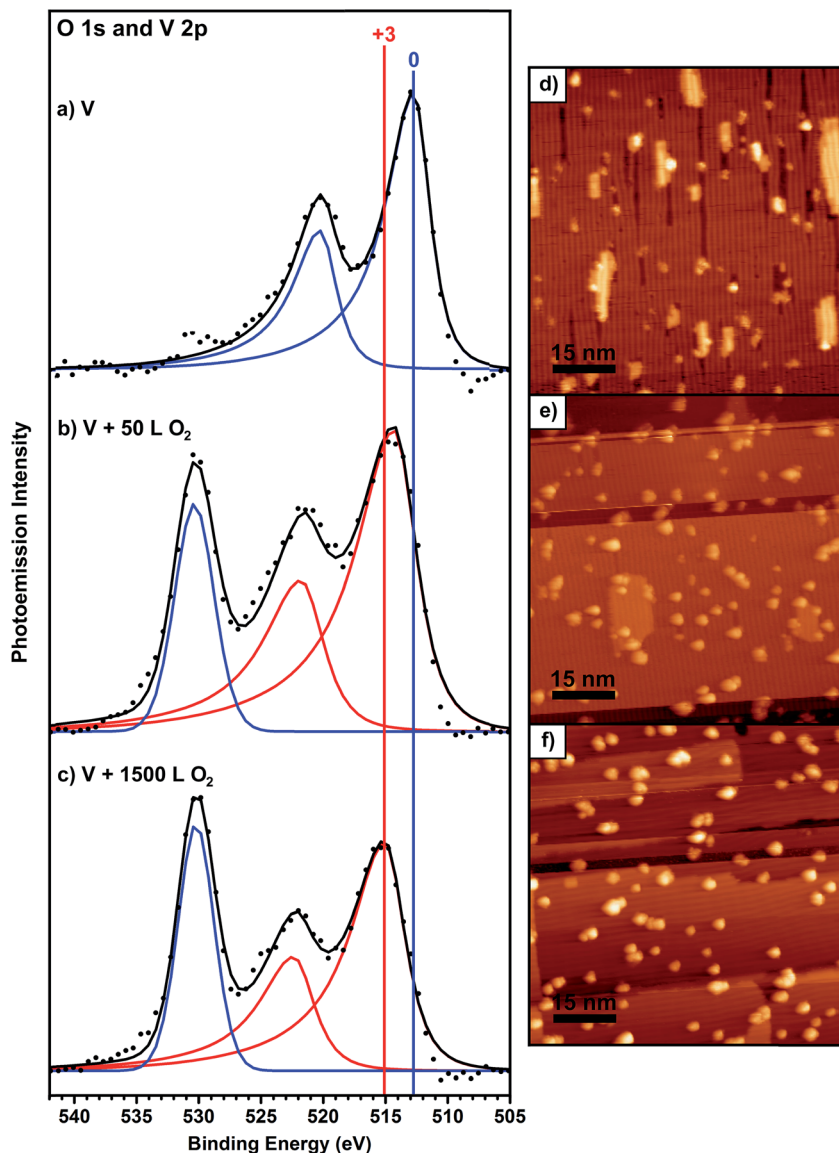 O 1s and V 2p
+3
0
a) V
b) V + 50 L O₂
c) V + 1500 L O₂
Photoemission Intensity
540 535 530 525 520 515 510 505
Binding Energy (eV)
d)
15 nm
e)
15 nm
f)
15 nm